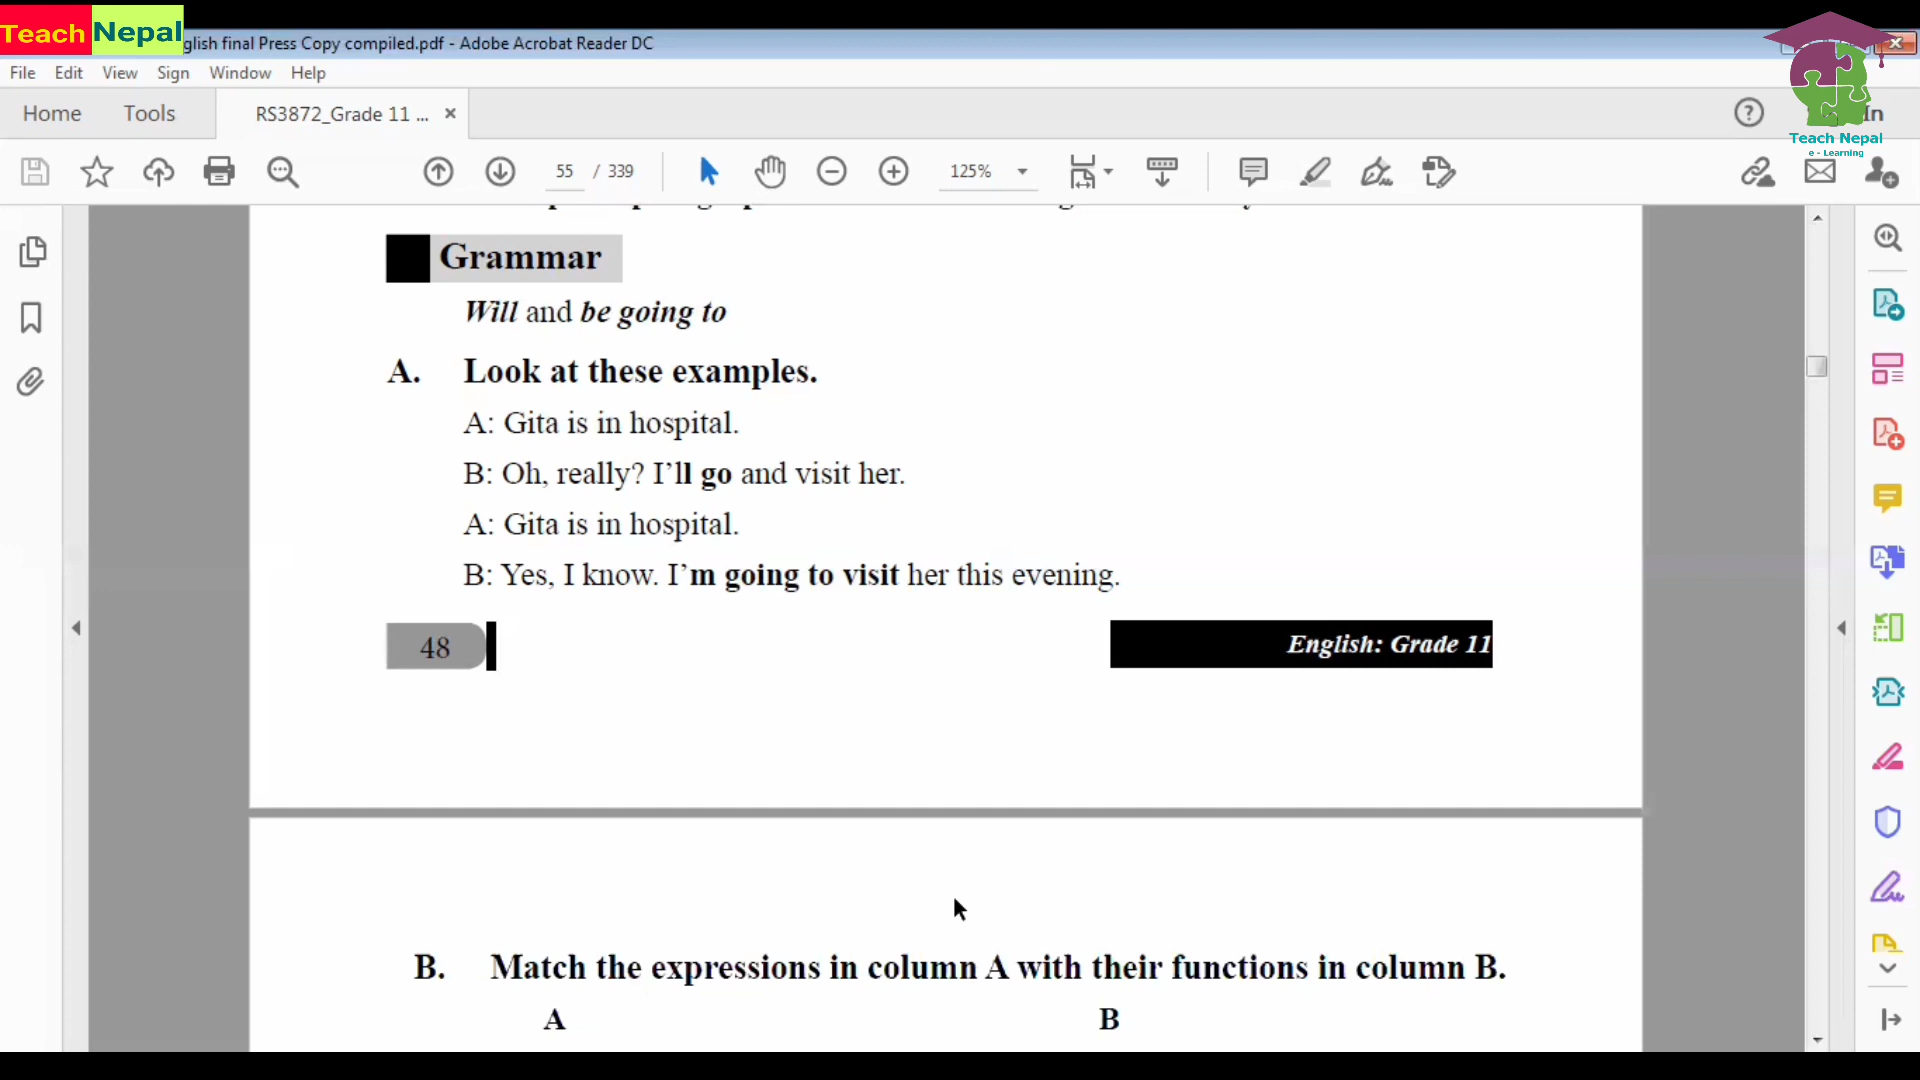 Teach Nepal
glish final Press Copy compiled.pdf - Adobe Acrobat Reader DC
File Edit View Sign Window Help
Home Tools RS3872_Grade 11 ... In
Teach Nepal
e - Learning
55 / 339 125%
Grammar
Will and be going to
A. Look at these examples.
A: Gita is in hospital.
B: Oh, really? I'll go and visit her.
A: Gita is in hospital.
B: Yes, I know. I'm going to visit her this evening.
48 English: Grade 11
B. Match the expressions in column A with their functions in column B.
A B